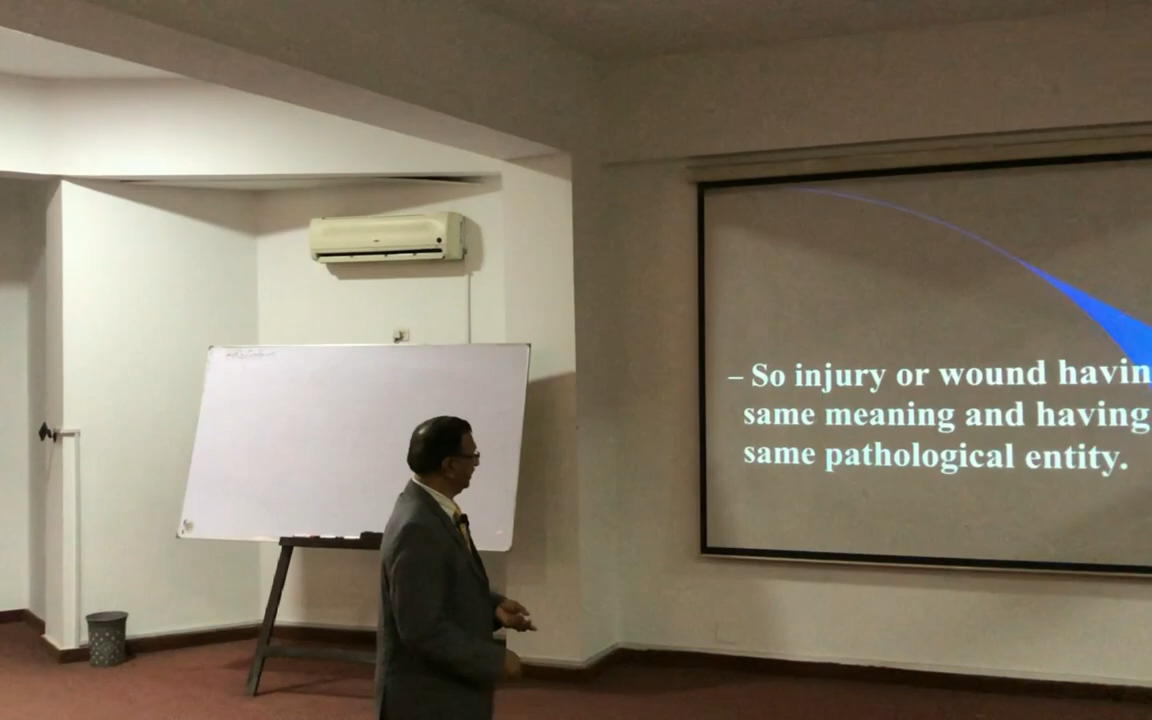 – So injury or wound havin
same meaning and having
same pathological entity.